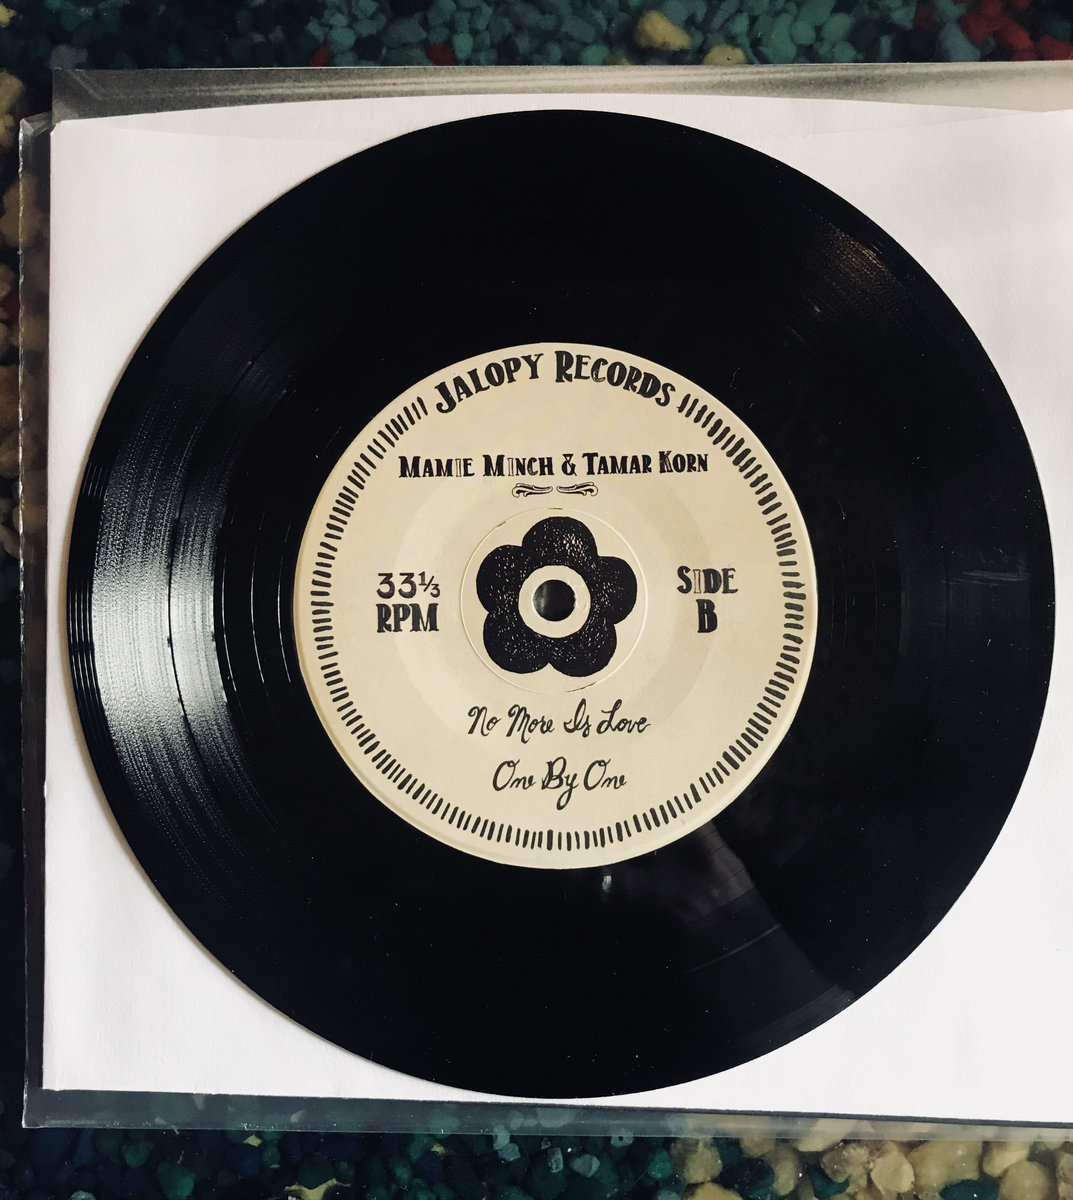 JALOPY RECORDS
MAMIE MINCH & TAMAR KORN
33⅓
RPM
SIDE
B
No More Is Love
One By One